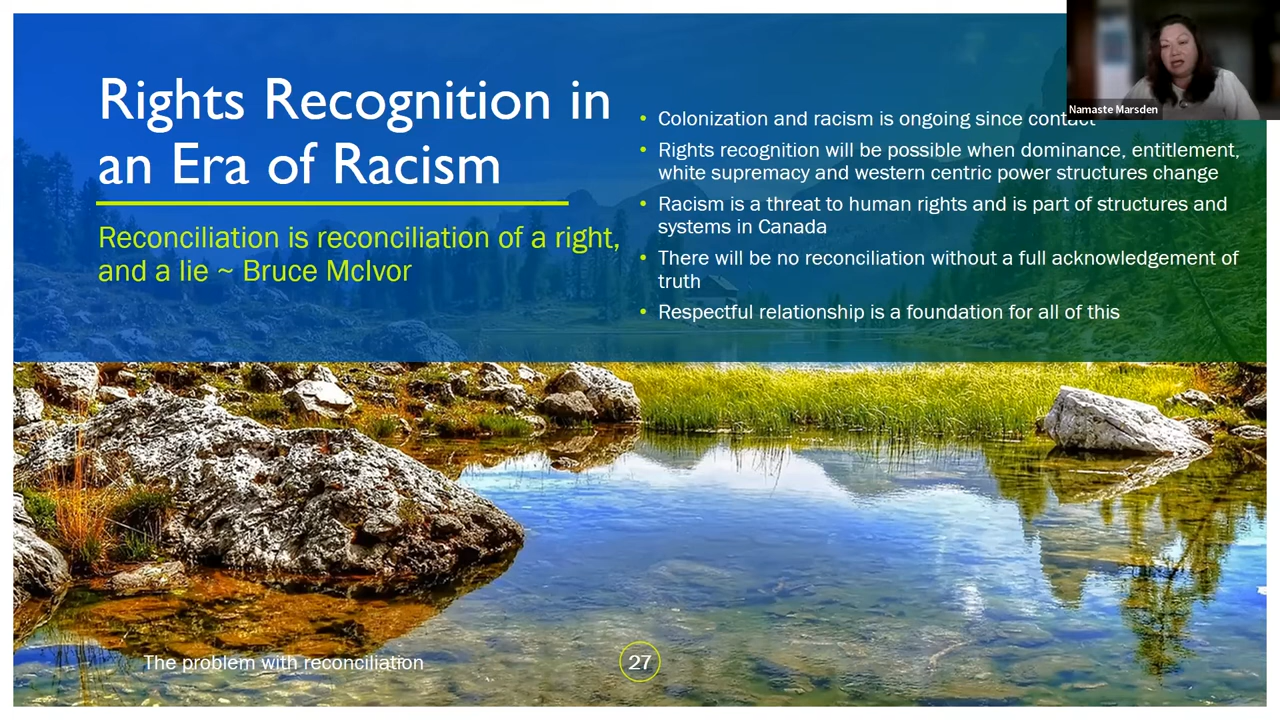 Rights Recognition in
an Era of Racism
Reconciliation is reconciliation of a right,
and a lie ~ Bruce McIvor
• Colonization and racism is ongoing since contact
• Rights recognition will be possible when dominance, entitlement,
white supremacy and western centric power structures change
• Racism is a threat to human rights and is part of structures and
systems in Canada
• There will be no reconciliation without a full acknowledgement of
truth
• Respectful relationship is a foundation for all of this
Namaste Marsden
The problem with reconciliation
27